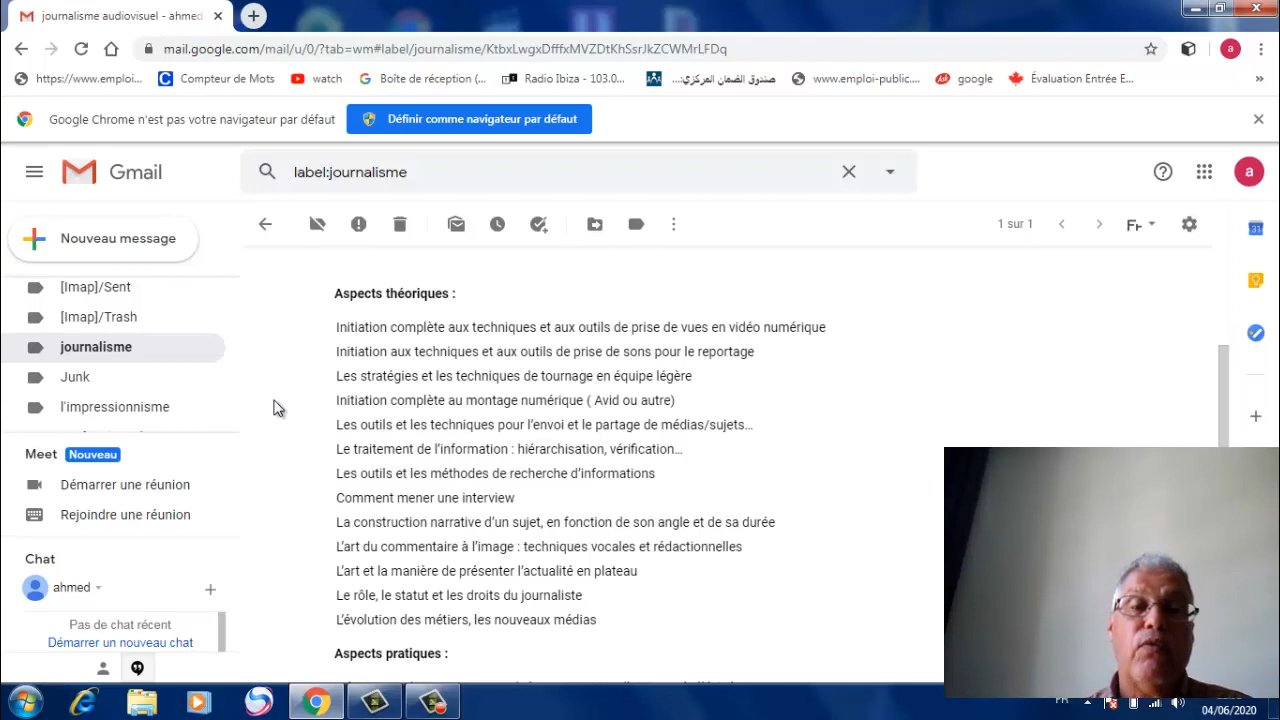 journalisme audiovisuel - ahmed
mail.google.com/mail/u/0/?tab=wm#label/journalisme/KtbxLwgxDfffxMVZDtKhSsrJkZCWMrLFDq
a
https://www.emploi...
Compteur de Mots
watch
Boîte de réception (...
Radio Ibiza - 103.0...
صندوق الضمان المركزي:...
www.emploi-public....
google
Évaluation Entrée E...
»
Google Chrome n'est pas votre navigateur par défaut
Définir comme navigateur par défaut
Gmail
label:journalisme
a
Nouveau message
1 sur 1
[Imap]/Sent
[Imap]/Trash
journalisme
Junk
l'impressionnisme
Meet Nouveau
Démarrer une réunion
Rejoindre une réunion
Chat
ahmed
Pas de chat récent
Démarrer un nouveau chat
Aspects théoriques :
Initiation complète aux techniques et aux outils de prise de vues en vidéo numérique
Initiation aux techniques et aux outils de prise de sons pour le reportage
Les stratégies et les techniques de tournage en équipe légère
Initiation complète au montage numérique ( Avid ou autre)
Les outils et les techniques pour l'envoi et le partage de médias/sujets…
Le traitement de l'information : hiérarchisation, vérification…
Les outils et les méthodes de recherche d'informations
Comment mener une interview
La construction narrative d'un sujet, en fonction de son angle et de sa durée
L'art du commentaire à l'image : techniques vocales et rédactionnelles
L'art et la manière de présenter l'actualité en plateau
Le rôle, le statut et les droits du journaliste
L'évolution des métiers, les nouveaux médias
Aspects pratiques :
31
FR
04/06/2020